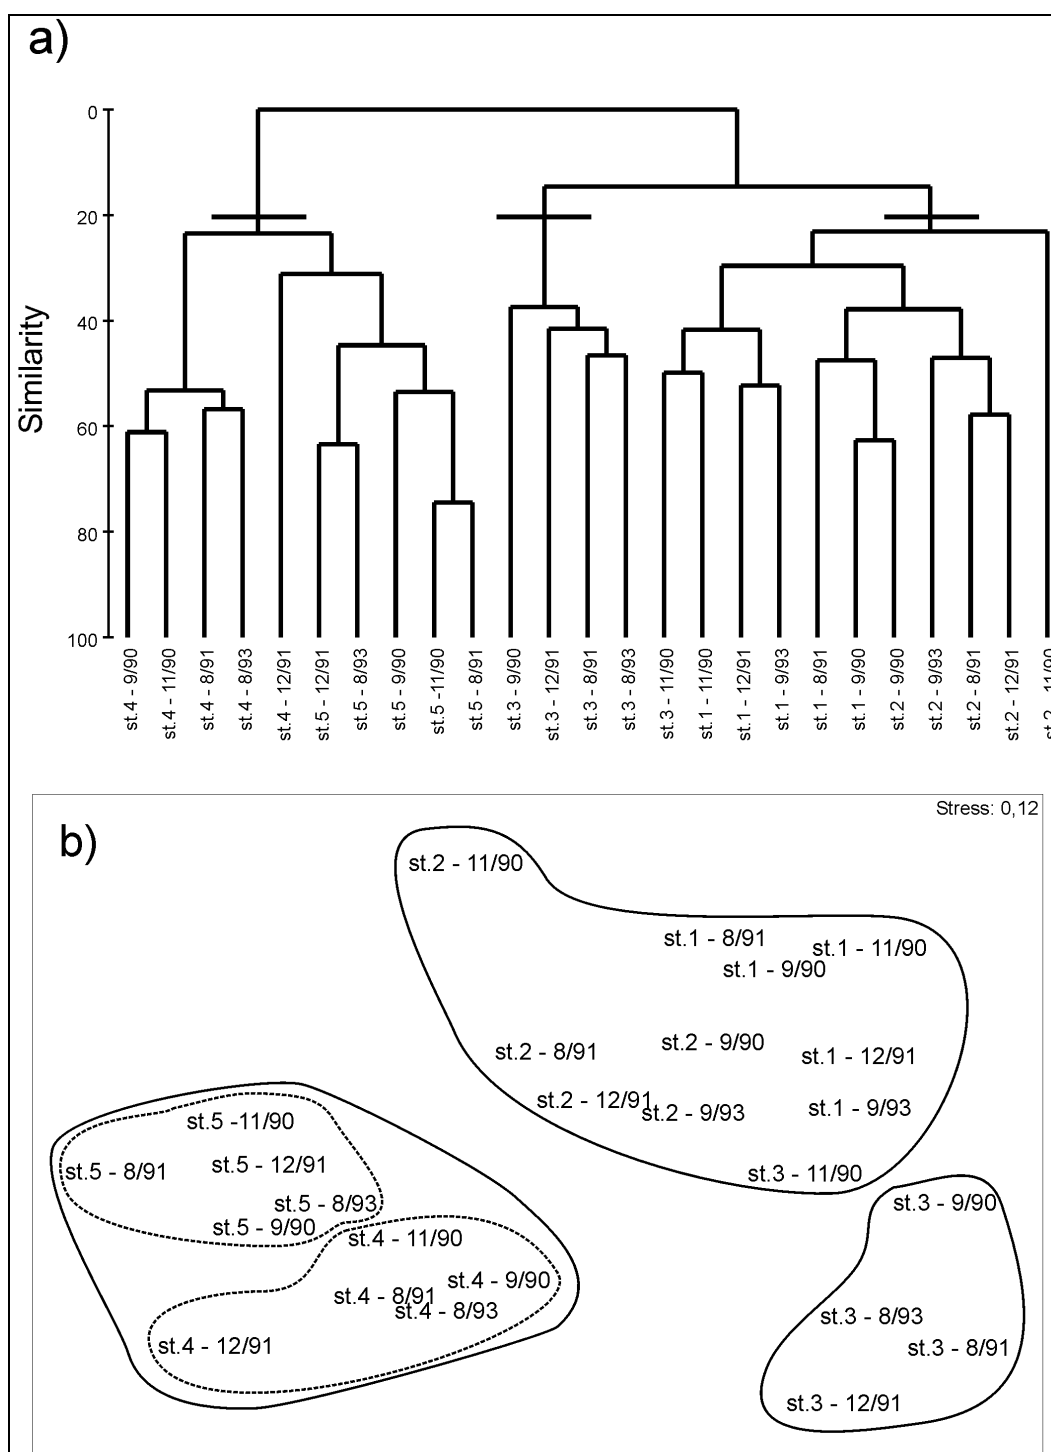 a)
0
20
40
60
80
100
Similarity
st.4 - 9/90
st.4 - 11/90
st.4 - 8/91
st.4 - 8/93
st.4 - 12/91
st.5 - 12/91
st.5 - 8/93
st.5 - 9/90
st.5 -11/90
st.5 - 8/91
st.3 - 9/90
st.3 - 12/91
st.3 - 8/91
st.3 - 8/93
st.3 - 11/90
st.1 - 11/90
st.1 - 12/91
st.1 - 9/93
st.1 - 8/91
st.1 - 9/90
st.2 - 9/90
st.2 - 9/93
st.2 - 8/91
st.2 - 12/91
st.2 - 11/90
Stress: 0,12
b)
st.2 - 11/90
st.1 - 8/91
st.1 - 11/90
st.1 - 9/90
st.2 - 9/90
st.2 - 8/91
st.1 - 12/91
st.2 - 12/91
st.2 - 9/93
st.1 - 9/93
st.5 -11/90
st.5 - 8/91
st.5 - 12/91
st.3 - 11/90
st.5 - 8/93
st.3 - 9/90
st.5 - 9/90
st.4 - 11/90
st.4 - 9/90
st.4 - 8/91
st.4 - 8/93
st.3 - 8/93
st.4 - 12/91
st.3 - 8/91
st.3 - 12/91